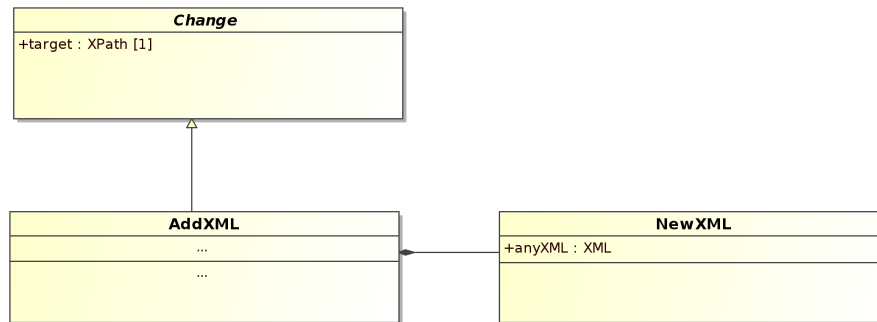 Change
+target : XPath [1]
AddXML
...
...
NewXML
+anyXML : XML